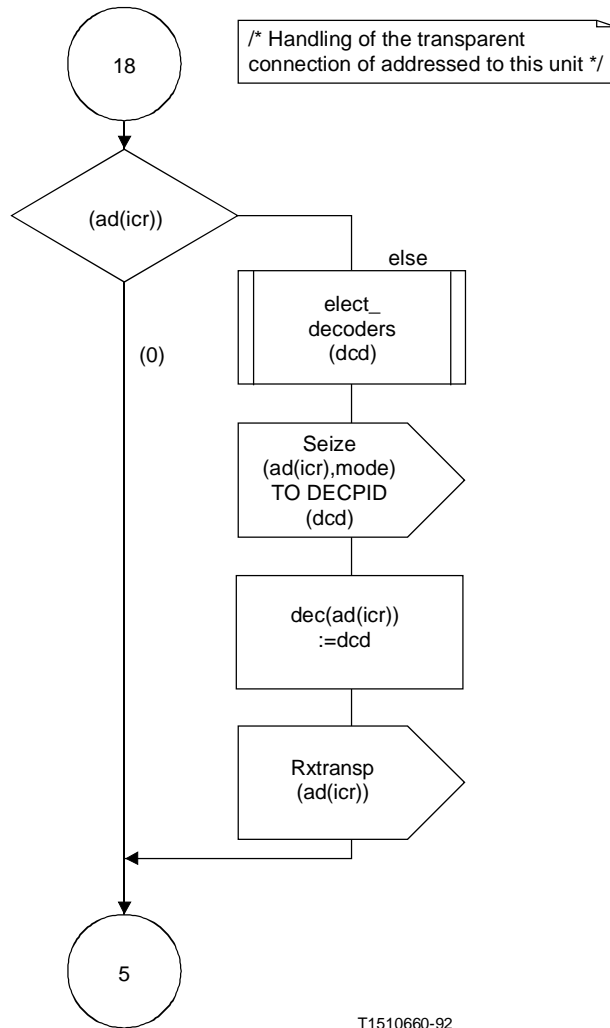 18
/* Handling of the transparent
connection of addressed to this unit */
(ad(icr))
else
elect_
decoders
(dcd)
(0)
Seize
(ad(icr),mode)
TO DECPID
(dcd)
dec(ad(icr))
:=dcd
Rxtransp
(ad(icr))
5
T1510660-92